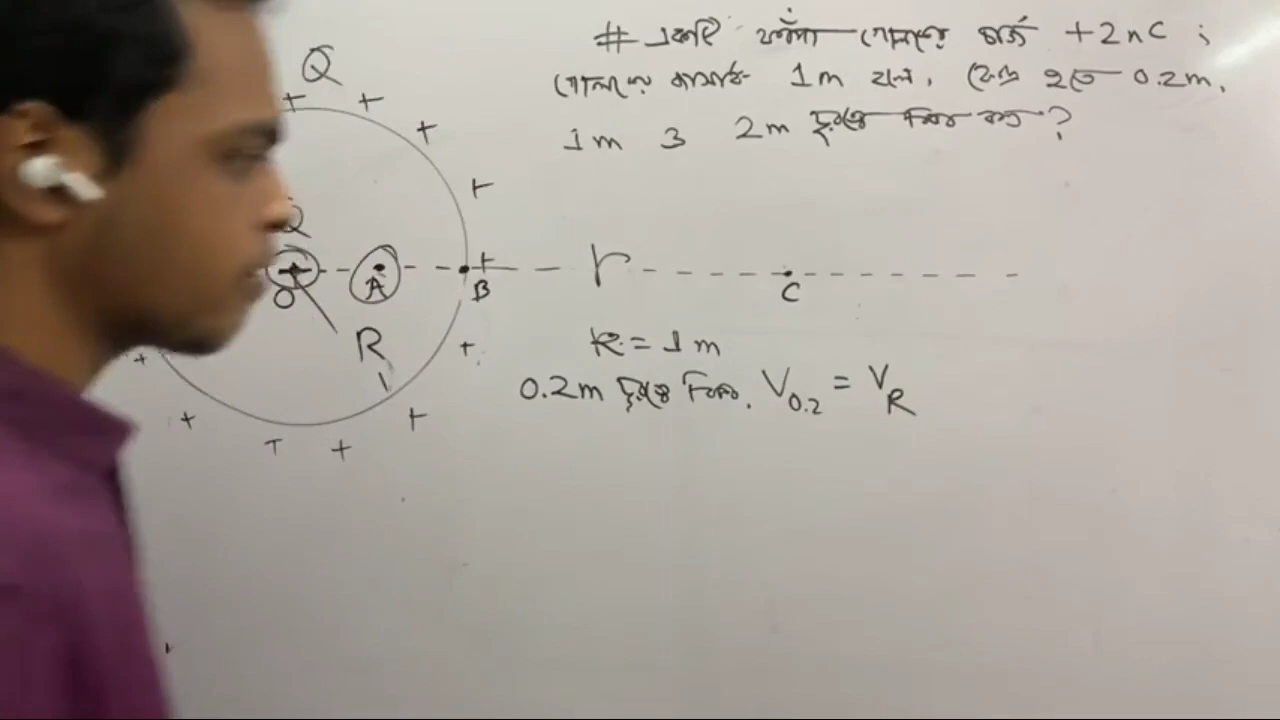 # একটি ফাঁপা গোলকের চার্জ +2nC ;
গোলকের ব্যাসার্ধ 1m হলে, কেন্দ্র হতে 0.2m,
1m ও 2m দূরত্বে বিভব কত?
Q
Q
O A B r C
R
R = 1m
0.2m দূরত্বে বিভব, V0.2 = VR